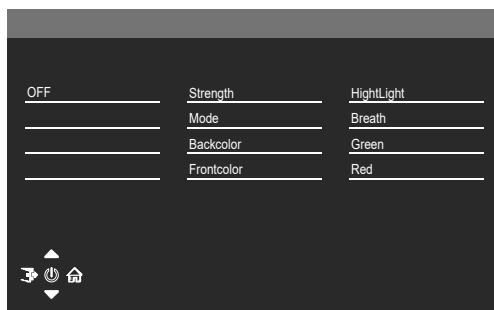 OFF Strength HightLight
Mode Breath
Backcolor Green
Frontcolor Red